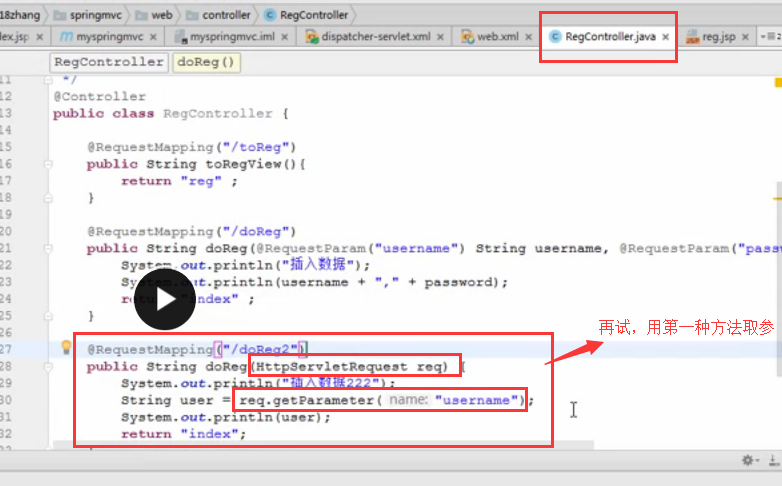 18zhang springmvc web controller RegController
dex.jsp myspringmvc myspringmvc.iml dispatcher-servlet.xml web.xml RegController.java reg.jsp
RegController doReg()
11 */
12 @Controller
13 public class RegController {
14
15 @RequestMapping("/toReg")
16 public String toRegView(){
17 return "reg" ;
18 }
19
20 @RequestMapping("/doReg")
21 public String doReg(@RequestParam("username") String username, @RequestParam("passw
22 System.out.println("插入数据");
23 System.out.println(username + "," + password);
24 "index" ;
25 }
26
再试，用第一种方法取参
27 @RequestMapping("/doReg2")
28 public String doReg(HttpServletRequest req) {
29 System.out.println("插入数据222");
30 String user = req.getParameter( name: "username");
31 System.out.println(user);
32 return "index";
33